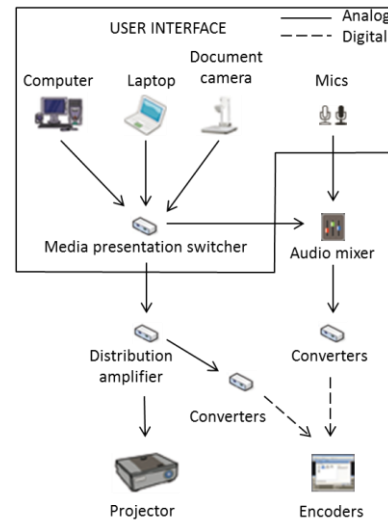 USER INTERFACE
Analog
Digital
Computer
Laptop
Document
camera
Mics
Media presentation switcher
Audio mixer
Distribution
amplifier
Converters
Converters
Projector
Encoders